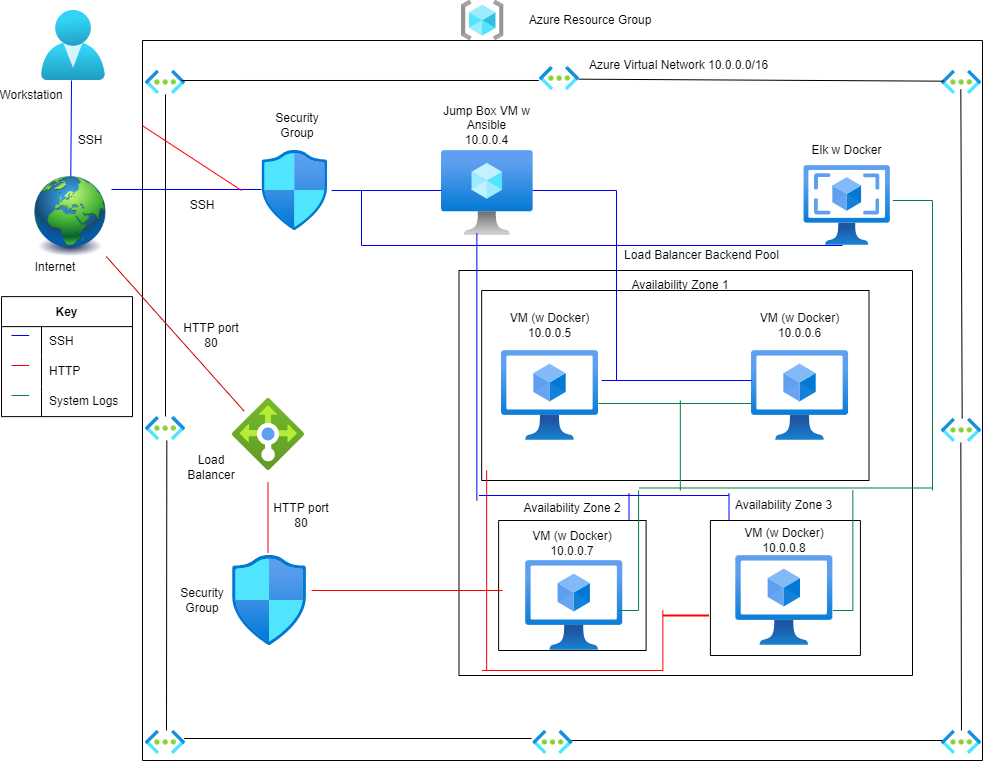 Azure Resource Group
Azure Virtual Network 10.0.0.0/16
Workstation
SSH
Security
Group
Jump Box VM w
Ansible
10.0.0.4
Elk w Docker
SSH
Internet
Load Balancer Backend Pool
Availability Zone 1
Key
SSH
HTTP
System Logs
HTTP port
80
VM (w Docker)
10.0.0.5
VM (w Docker)
10.0.0.6
Load
Balancer
HTTP port
80
Availability Zone 2
Availability Zone 3
VM (w Docker)
10.0.0.7
VM (w Docker)
10.0.0.8
Security
Group